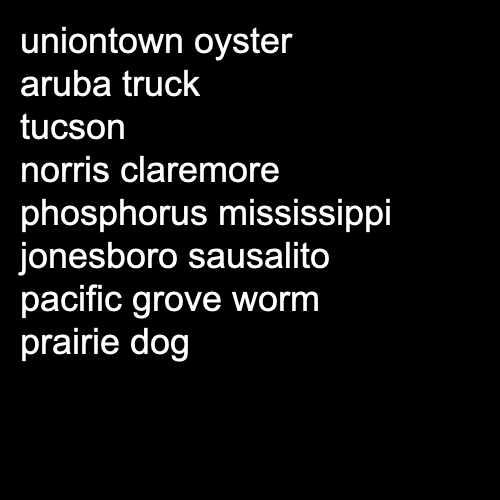 uniontown oyster
aruba truck
tucson
norris claremore
phosphorus mississippi
jonesboro sausalito
pacific grove worm
prairie dog